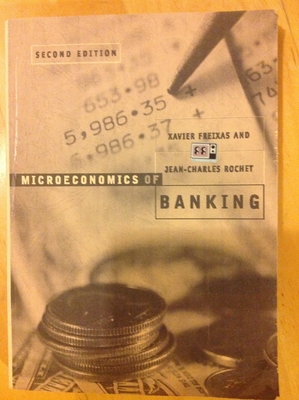 SECOND EDITION
653.98
5,986.35 +
5,986.37 +
XAVIER FREIXAS AND
JEAN-CHARLES ROCHET
MICROECONOMICS OF
BANKING